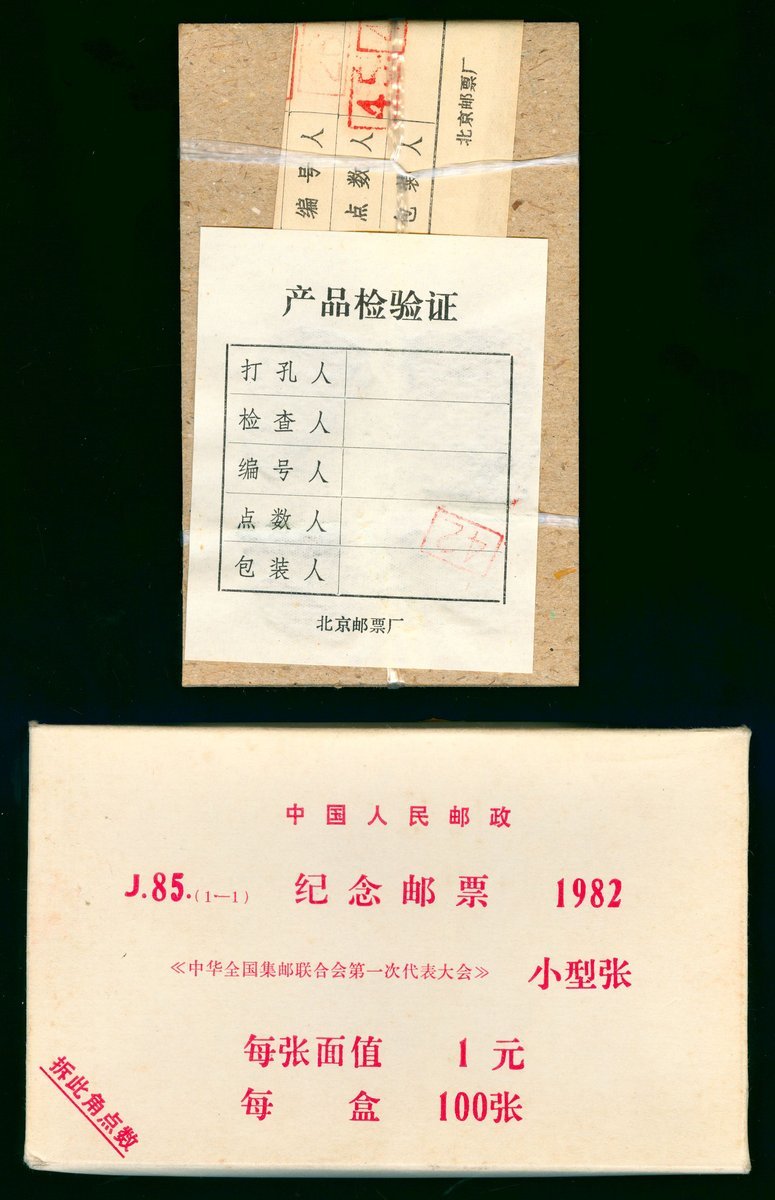 45
编号人
点数人
包装人
北京邮票厂
产品检验证
打孔人
检查人
编号人
点数人
42
包装人
北京邮票厂
中国人民邮政
J.85.(1—1) 纪念邮票 1982
《中华全国集邮联合会第一次代表大会》 小型张
每张面值 1元
每盒 100张
拆此角点数